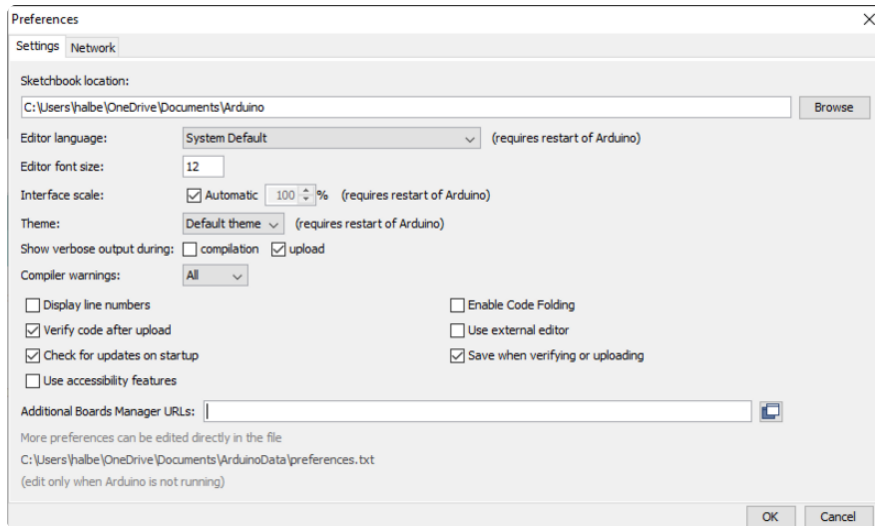 Preferences
Settings Network
Sketchbook location:
C:\Users\halbe\OneDrive\Documents\Arduino Browse
Editor language: System Default (requires restart of Arduino)
Editor font size: 12
Interface scale: Automatic 100 % (requires restart of Arduino)
Theme: Default theme (requires restart of Arduino)
Show verbose output during: compilation upload
Compiler warnings: All
Display line numbers Enable Code Folding
Verify code after upload Use external editor
Check for updates on startup Save when verifying or uploading
Use accessibility features
Additional Boards Manager URLs:
More preferences can be edited directly in the file
C:\Users\halbe\OneDrive\Documents\ArduinoData\preferences.txt
(edit only when Arduino is not running)
OK Cancel